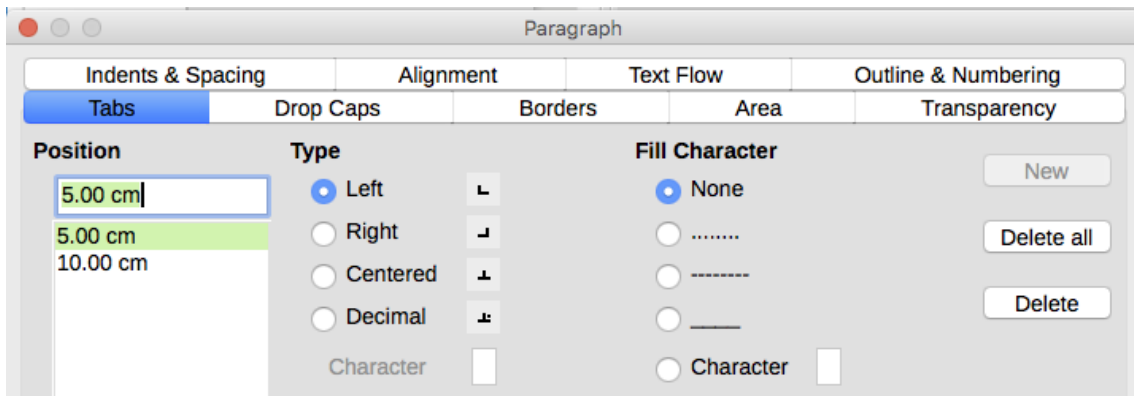 Paragraph
Indents & Spacing Alignment Text Flow Outline & Numbering
Tabs Drop Caps Borders Area Transparency
Position Type Fill Character
New
5.00 cm Left None
5.00 cm Right ........ Delete all
10.00 cm Centered --------
Decimal ____ Delete
Character Character